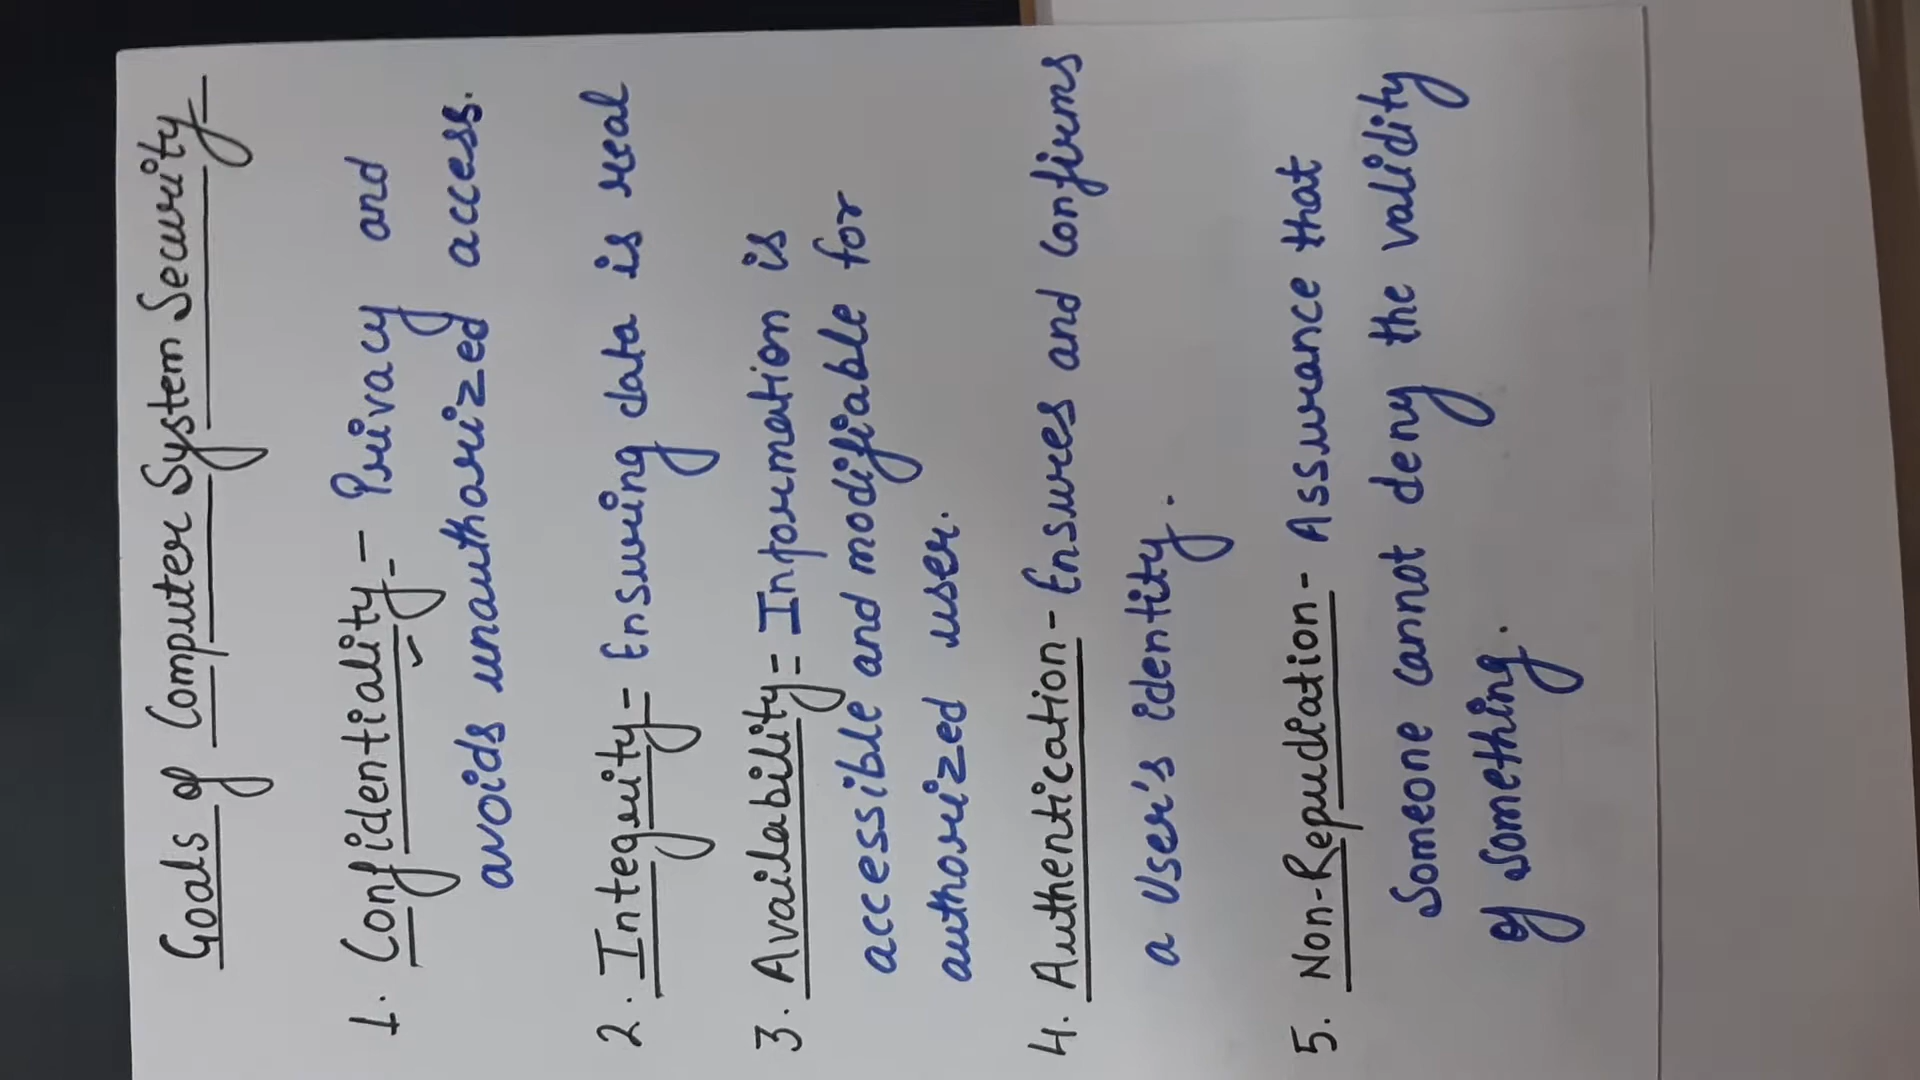 Goals of Computer System Security
1. Confidentiality - Privacy and
avoids unauthorized access.
2. Integrity = Ensuring data is real
3. Availability = Information is
accessible and modifiable for
authorized user.
4. Authentication - Ensures and confirms
a User's identity.
5. Non-Repudiation - Assurance that
Someone cannot deny the validity
of something.